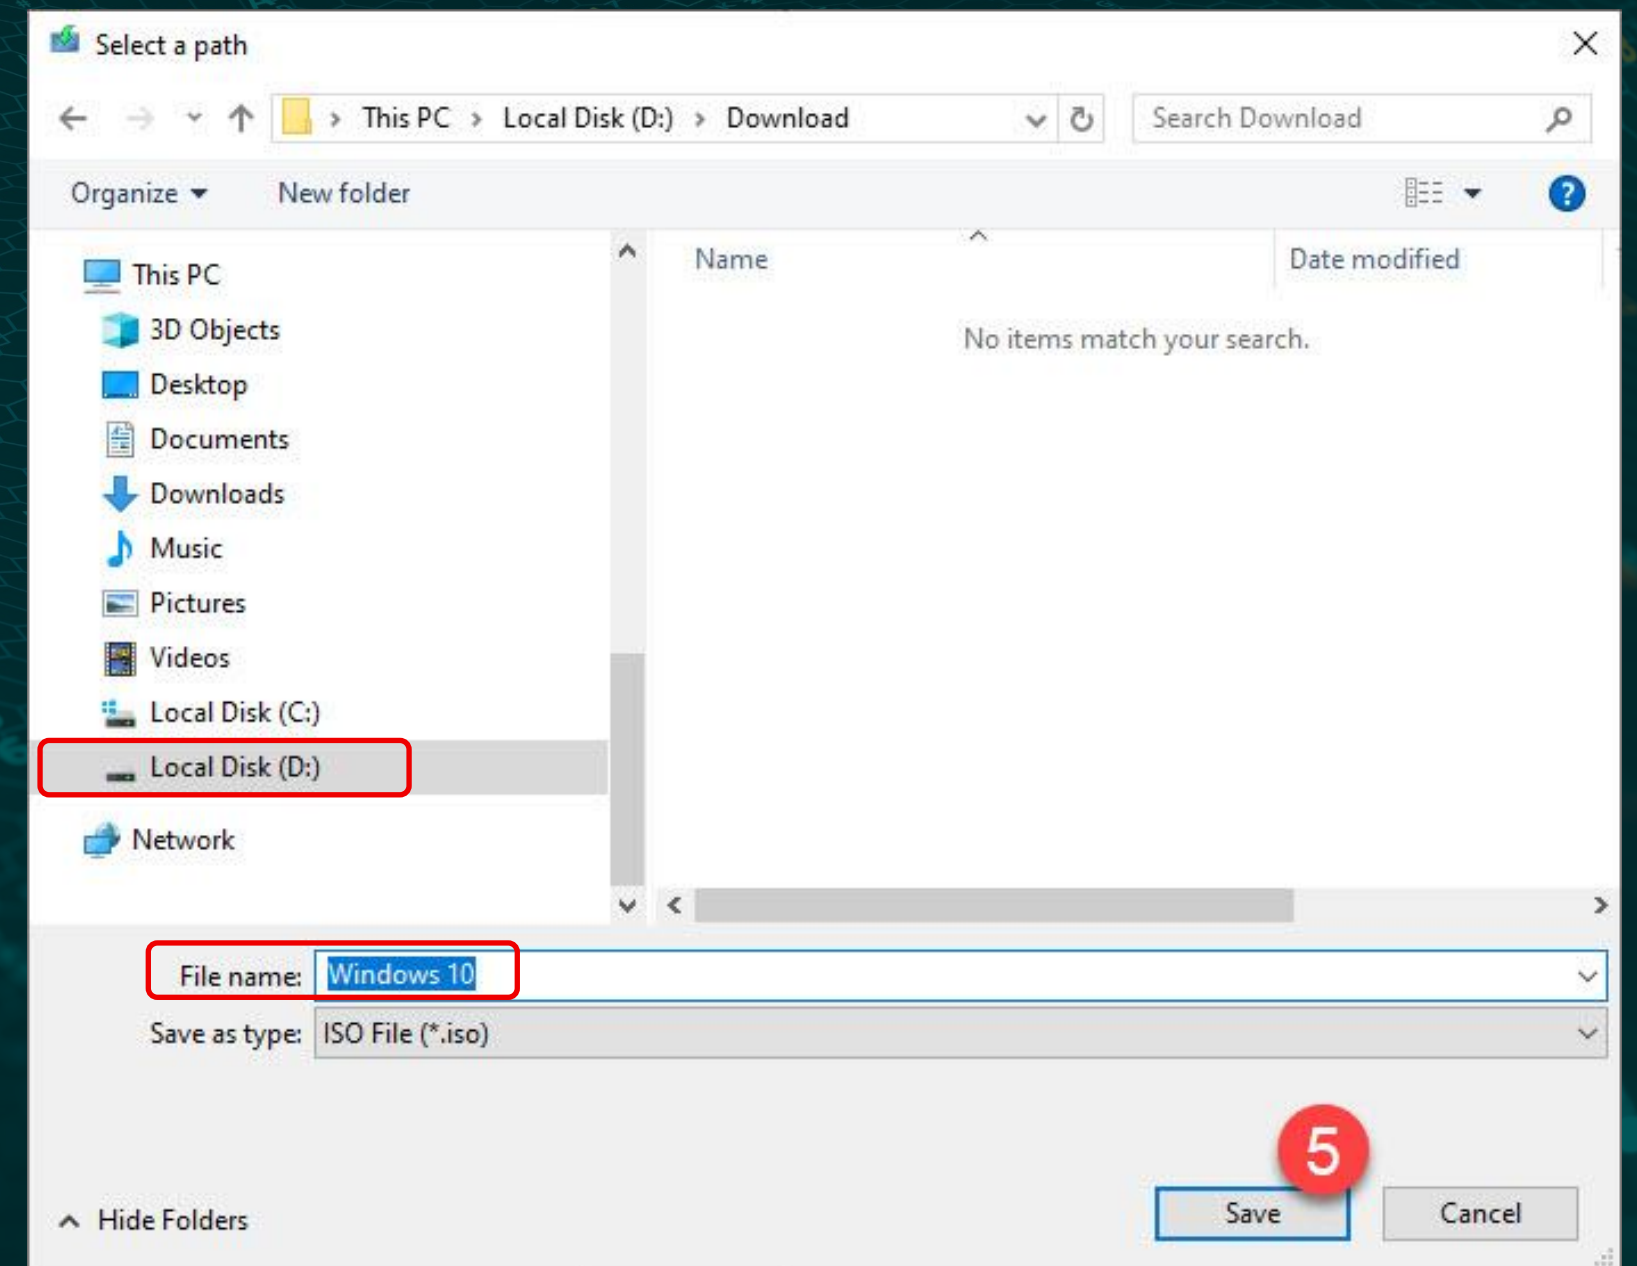 Select a path
This PC > Local Disk (D:) > Download
Search Download
Organize
New folder
?
This PC
3D Objects
Desktop
Documents
Downloads
Music
Pictures
Videos
Local Disk (C:)
Local Disk (D:)
Network
Name
Date modified
No items match your search.
File name: Windows 10
Save as type: ISO File (*.iso)
5
Hide Folders
Save
Cancel